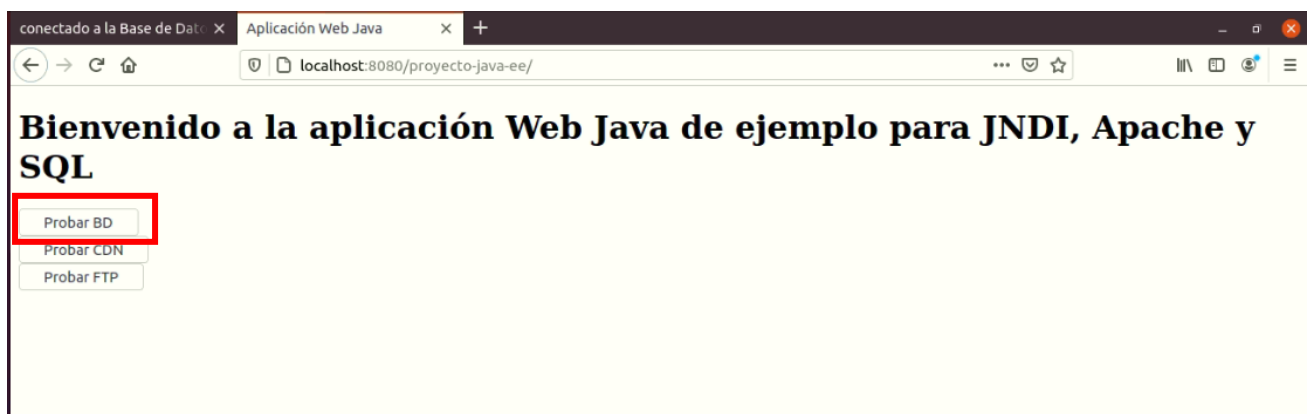 conectado a la Base de Dato
Aplicación Web Java
localhost:8080/proyecto-java-ee/
Bienvenido a la aplicación Web Java de ejemplo para JNDI, Apache y
SQL
Probar BD
Probar CDN
Probar FTP